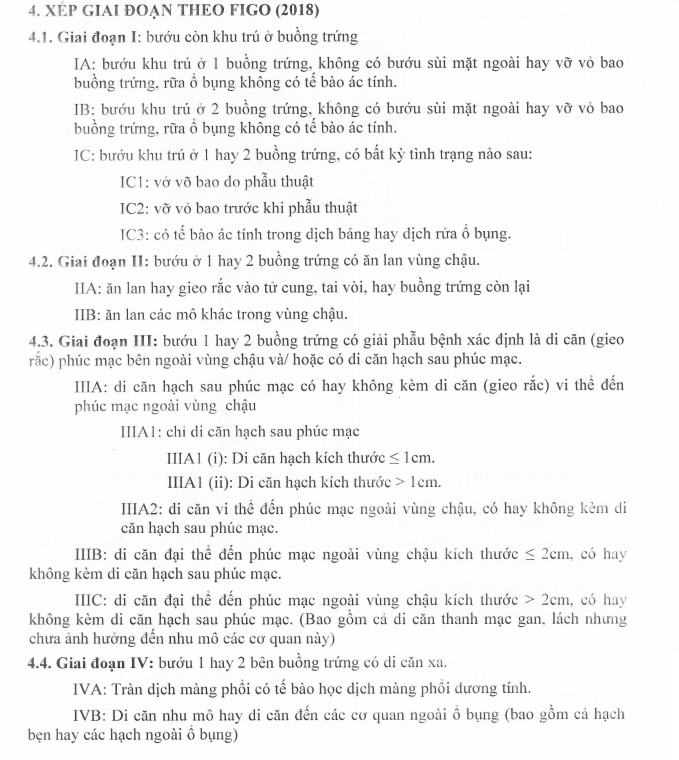 4. XẾP GIAI ĐOẠN THEO FIGO (2018)
4.1. Giai đoạn I: bướu còn khu trú ở buồng trứng
IA: bướu khu trú ở 1 buồng trứng, không có bướu sùi mặt ngoài hay vỡ vỏ bao
buồng trứng, rữa ổ bụng không có tế bào ác tính.
IB: bướu khu trú ở 2 buồng trứng, không có bướu sùi mặt ngoài hay vỡ vỏ bao
buồng trứng, rữa ổ bụng không có tế bào ác tính.
IC: bướu khu trú ở 1 hay 2 buồng trứng, có bất kỳ tình trạng nào sau:
IC1: vở võ bao do phẫu thuật
IC2: vỡ vỏ bao trước khi phẫu thuật
IC3: có tế bào ác tính trong dịch báng hay dịch rửa ổ bụng.
4.2. Giai đoạn II: bướu ở 1 hay 2 buồng trứng có ăn lan vùng chậu.
IIA: ăn lan hay gieo rắc vào tử cung, tai vòi, hay buồng trứng còn lại
IIB: ăn lan các mô khác trong vùng chậu.
4.3. Giai đoạn III: bướu 1 hay 2 buồng trứng có giải phẫu bệnh xác định là di căn (gieo
rắc) phúc mạc bên ngoài vùng chậu và/ hoặc có di căn hạch sau phúc mạc.
IIIA: di căn hạch sau phúc mạc có hay không kèm di căn (gieo rắc) vi thể đến
phúc mạc ngoài vùng chậu
IIIA1: chỉ di căn hạch sau phúc mạc
IIIA1 (i): Di căn hạch kích thước ≤ 1cm.
IIIA1 (ii): Di căn hạch kích thước > 1cm.
IIIA2: di căn vi thể đến phúc mạc ngoài vùng chậu, có hay không kèm di
căn hạch sau phúc mạc.
IIIB: di căn đại thể đến phúc mạc ngoài vùng chậu kích thước ≤ 2cm, có hay
không kèm di căn hạch sau phúc mạc.
IIIC: di căn đại thể đến phúc mạc ngoài vùng chậu kích thước > 2cm, có hay
không kèm di căn hạch sau phúc mạc. (Bao gồm cả di căn thanh mạc gan, lách nhưng
chưa ảnh hưởng đến nhu mô các cơ quan này)
4.4. Giai đoạn IV: bướu 1 hay 2 bên buồng trứng có di căn xa.
IVA: Tràn dịch màng phổi có tế bào học dịch màng phổi dương tính.
IVB: Di căn nhu mô hay di căn đến các cơ quan ngoài ổ bụng (bao gồm cả hạch
bẹn hay các hạch ngoài ổ bụng)